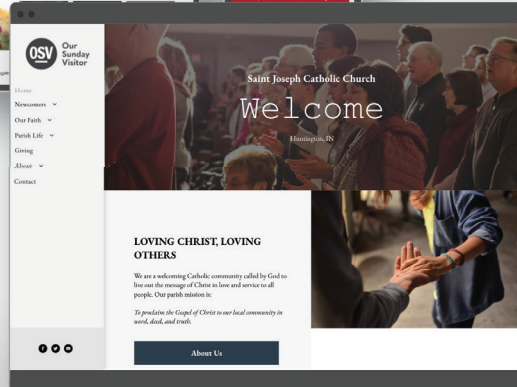 OSV
Our
Sunday
Visitor
Home
Newcomers
Our Faith
Parish Life
Giving
About
Contact
Saint Joseph Catholic Church
Welcome
Huntington, IN
LOVING CHRIST, LOVING
OTHERS
We are a welcoming Catholic community called by God to
live out the message of Christ in love and service to all
people. Our parish mission is:
To proclaim the Gospel of Christ to our local community in
word, deed, and truth.
About Us